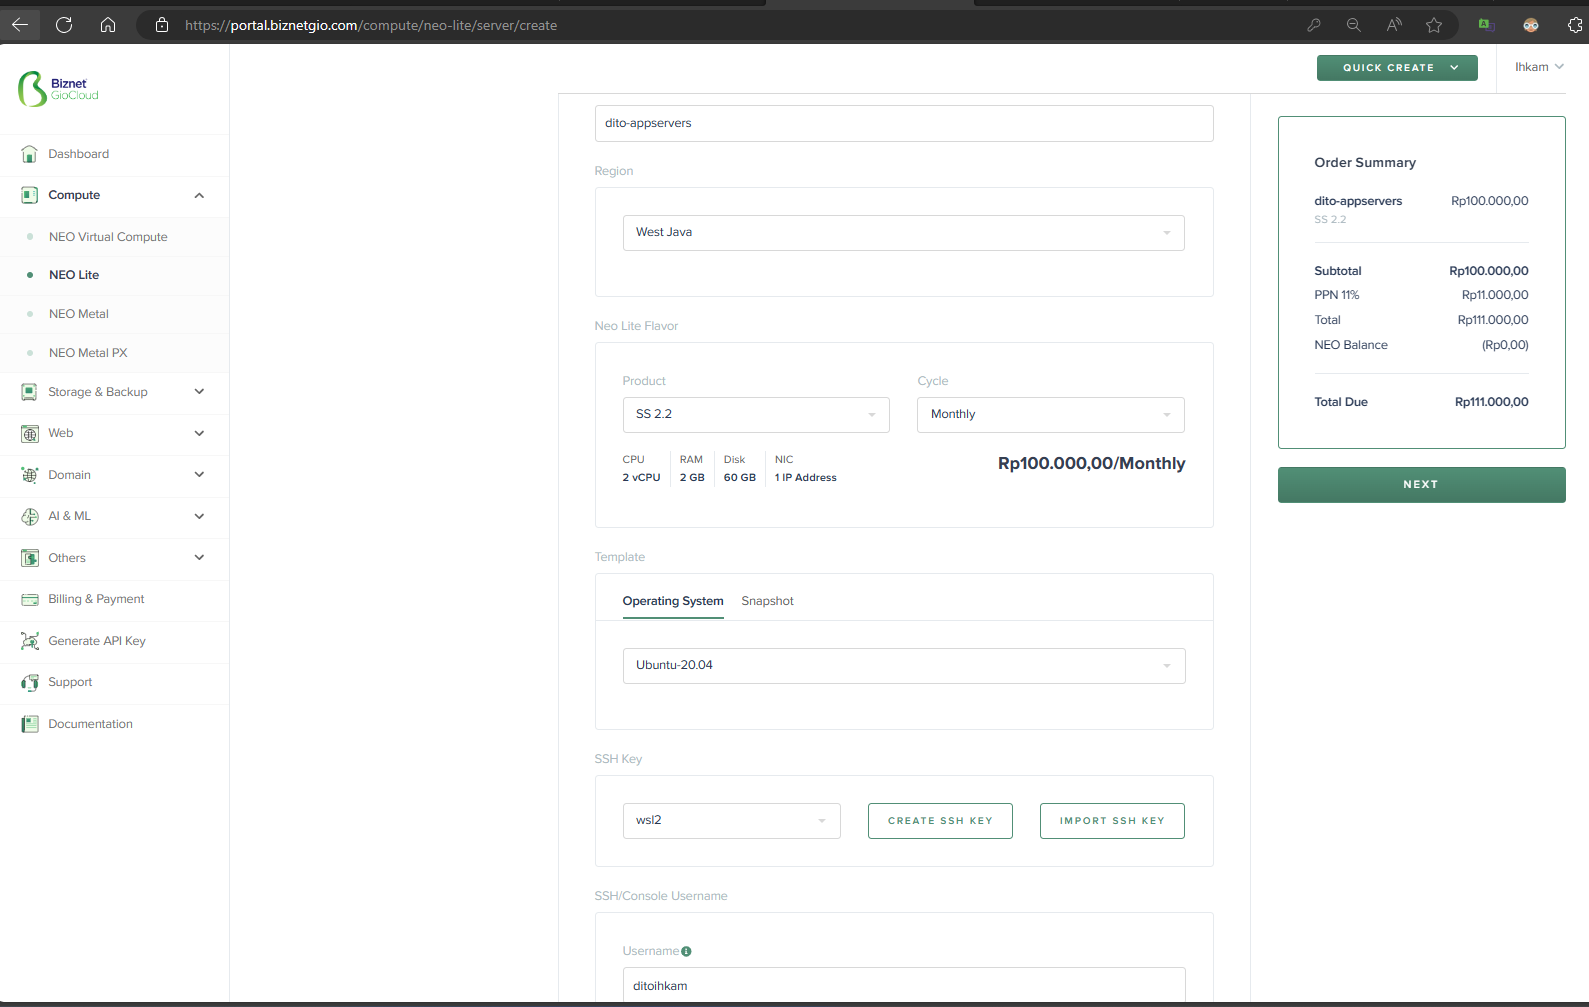 https://portal.biznetgio.com/compute/neo-lite/server/create
Biznet
GioCloud
QUICK CREATE
Ihkam
Dashboard
Compute
NEO Virtual Compute
NEO Lite
NEO Metal
NEO Metal PX
Storage & Backup
Web
Domain
AI & ML
Others
Billing & Payment
Generate API Key
Support
Documentation
dito-appservers
Region
West Java
Neo Lite Flavor
Product
Cycle
SS 2.2
Monthly
CPU RAM Disk NIC
2 vCPU 2 GB 60 GB 1 IP Address
Rp100.000,00/Monthly
Template
Operating System Snapshot
Ubuntu-20.04
SSH Key
wsl2
CREATE SSH KEY
IMPORT SSH KEY
SSH/Console Username
Username
ditoihkam
Order Summary
dito-appservers Rp100.000,00
SS 2.2
Subtotal Rp100.000,00
PPN 11% Rp11.000,00
Total Rp111.000,00
NEO Balance (Rp0,00)
Total Due Rp111.000,00
NEXT